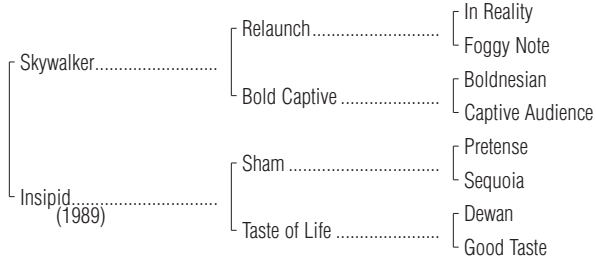 In Reality
Relaunch
Foggy Note
Skywalker
Boldnesian
Bold Captive
Captive Audience
Pretense
Sham
Sequoia
Insipid
(1989)
Dewan
Taste of Life
Good Taste